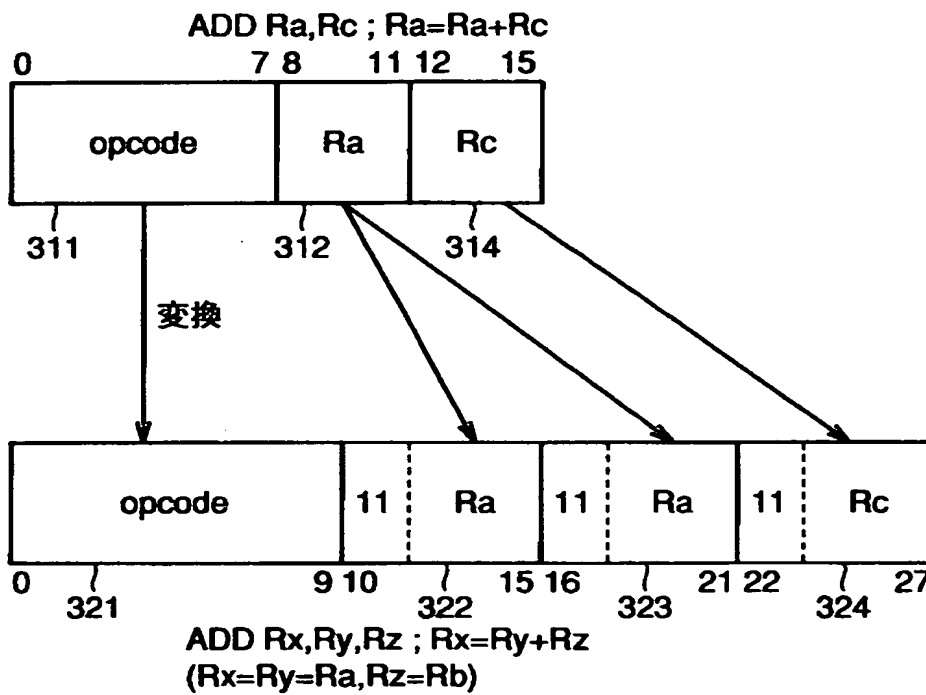 ADD Ra,Rc ; Ra=Ra+Rc
0 7 8 11 12 15
opcode Ra Rc
311 312 314
変換
opcode 11 Ra 11 Ra 11 Rc
0 9 10 15 16 21 22 27
321 322 323 324
ADD Rx,Ry,Rz ; Rx=Ry+Rz
(Rx=Ry=Ra,Rz=Rb)